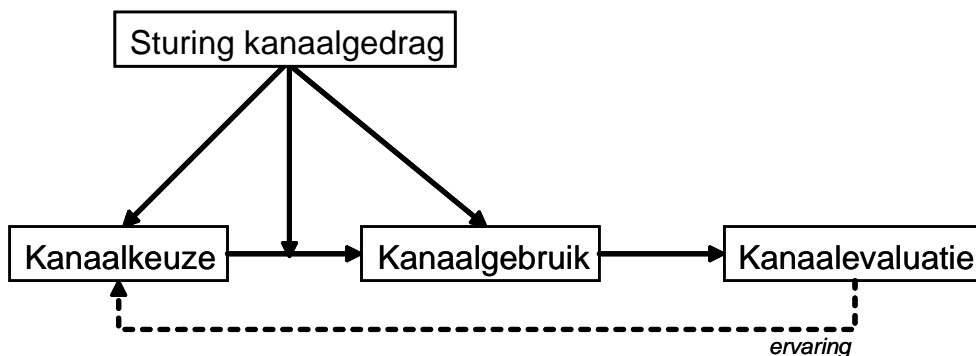 Sturing kanaalgedrag
Kanaalkeuze
Kanaalgebruik
Kanaalevaluatie
ervaring